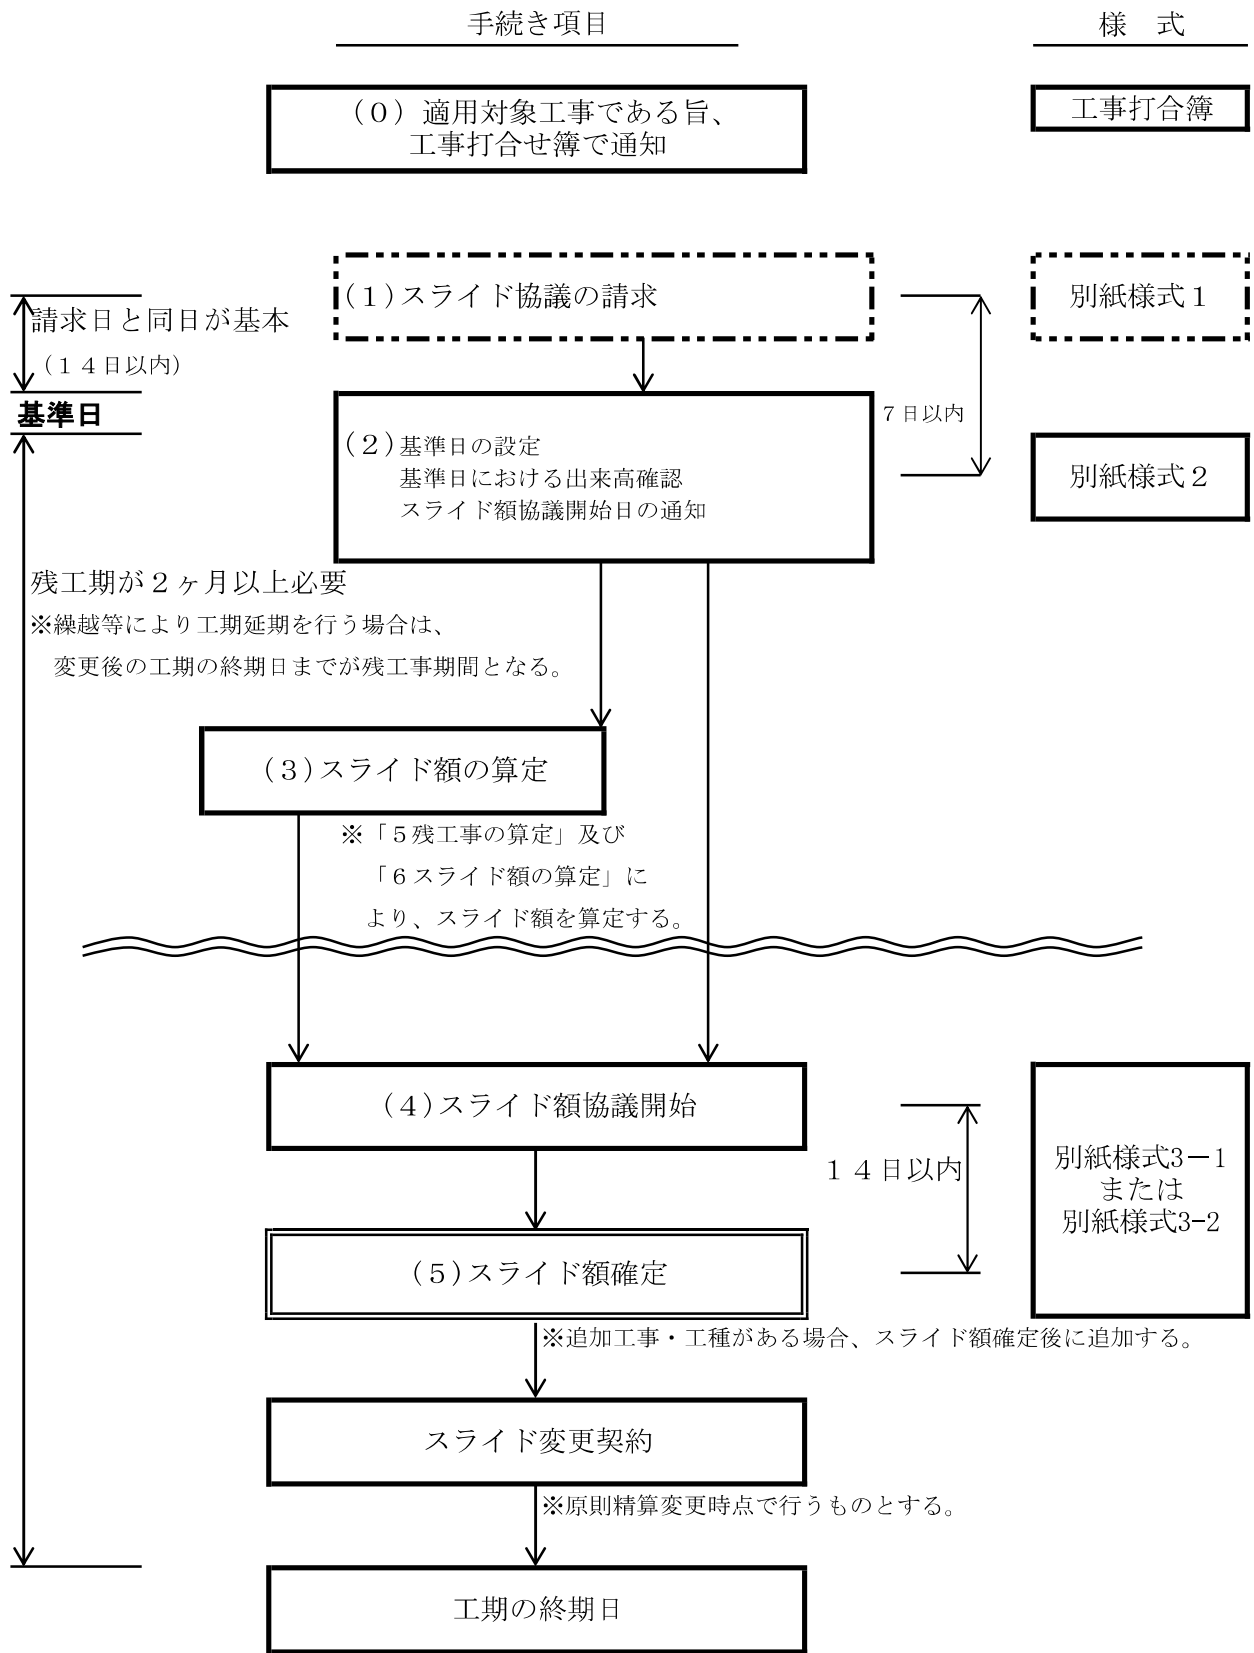 手続き項目
様　式
（０）適用対象工事である旨、
工事打合せ簿で通知
工事打合簿
(１)スライド協議の請求
別紙様式１
請求日と同日が基本
（１４日以内）
基準日
７日以内
(２)基準日の設定
基準日における出来高確認
スライド額協議開始日の通知
別紙様式２
残工期が２ヶ月以上必要
※繰越等により工期延期を行う場合は、
変更後の工期の終期日までが残工事期間となる。
(３)スライド額の算定
※「５残工事の算定」及び
「６スライド額の算定」に
より、スライド額を算定する。
(４)スライド額協議開始
１４日以内
別紙様式3－1
または
別紙様式3-2
(５)スライド額確定
※追加工事・工種がある場合、スライド額確定後に追加する。
スライド変更契約
※原則精算変更時点で行うものとする。
工期の終期日